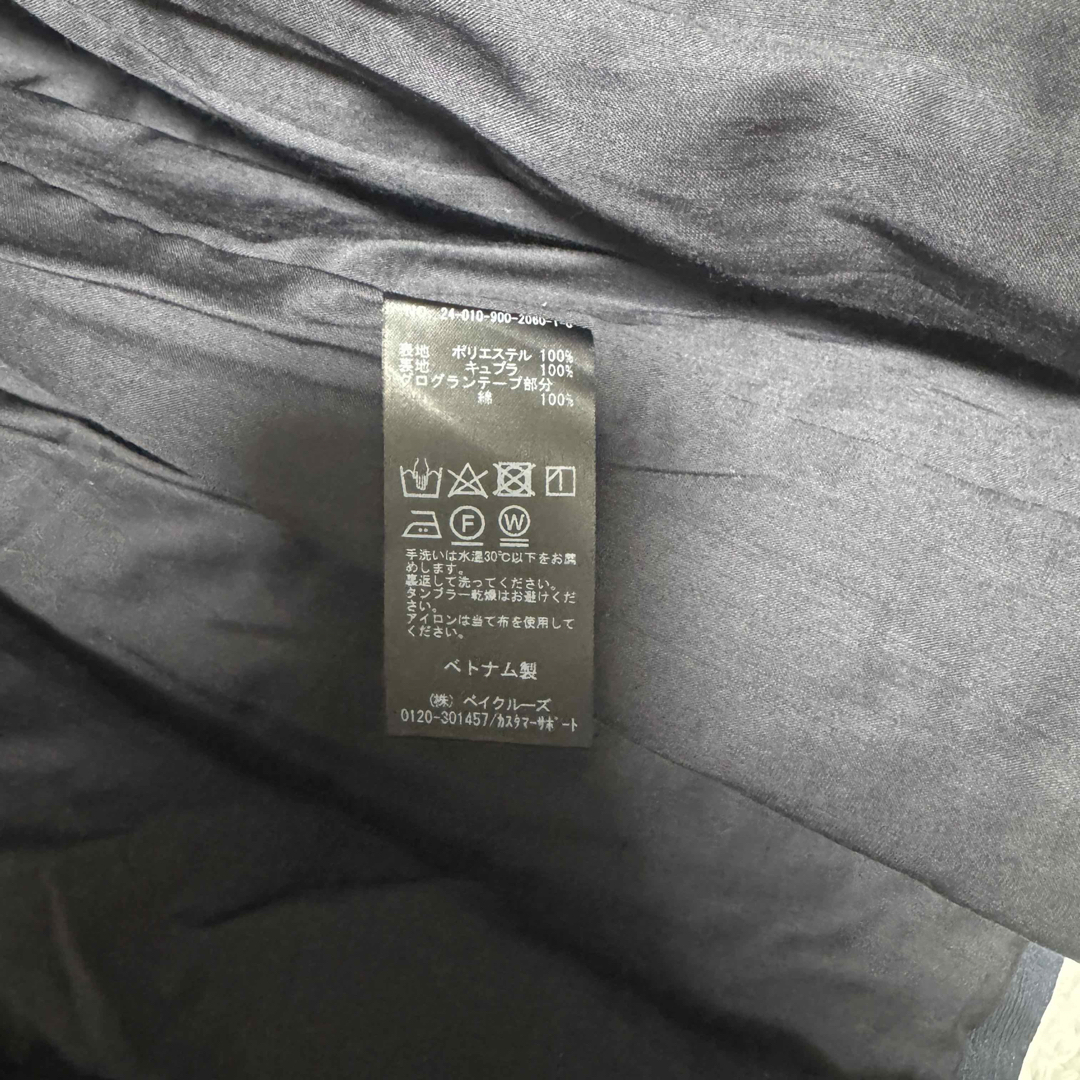 24-010-900-2060-1-0
表地 ポリエステル 100%
裏地 キュプラ 100%
グログランテープ部分
綿 100%
F W
手洗いは水温30℃以下をお薦
めします。
裏返して洗ってください。
タンブラー乾燥はお避けくだ
さい。
アイロンは当て布を使用して
ください。
ベトナム製
(株) ベイクルーズ
0120-301457/カスタマーサポート